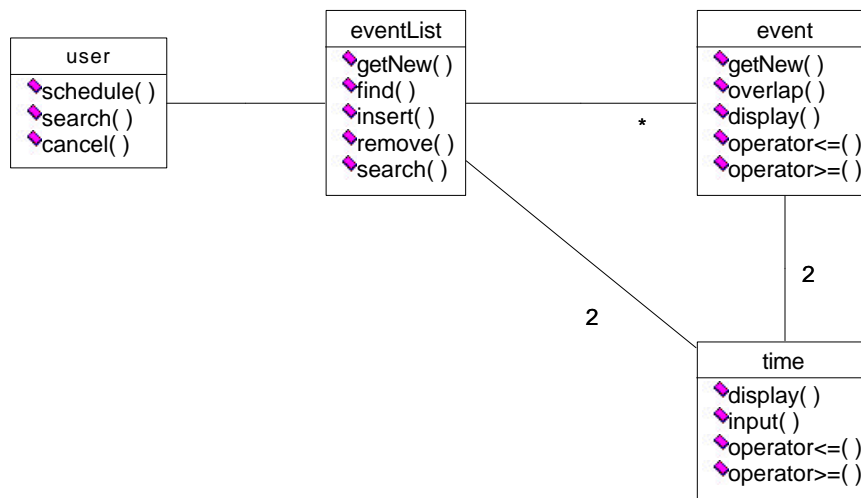 user
schedule( )
search( )
cancel( )
eventList
getNew( )
find( )
insert( )
remove( )
search( )
event
getNew( )
overlap( )
display( )
operator<=( )
operator>=( )
*
2
2
time
display( )
input( )
operator<=( )
operator>=( )